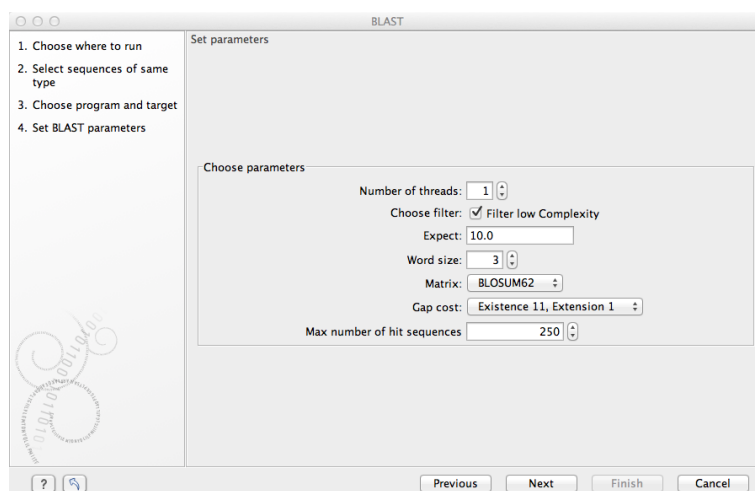 BLAST
1. Choose where to run
2. Select sequences of same
type
3. Choose program and target
4. Set BLAST parameters
Set parameters
Choose parameters
Number of threads: 1
Choose filter: Filter low Complexity
Expect: 10.0
Word size: 3
Matrix: BLOSUM62
Gap cost: Existence 11, Extension 1
Max number of hit sequences 250
?
Previous Next Finish Cancel